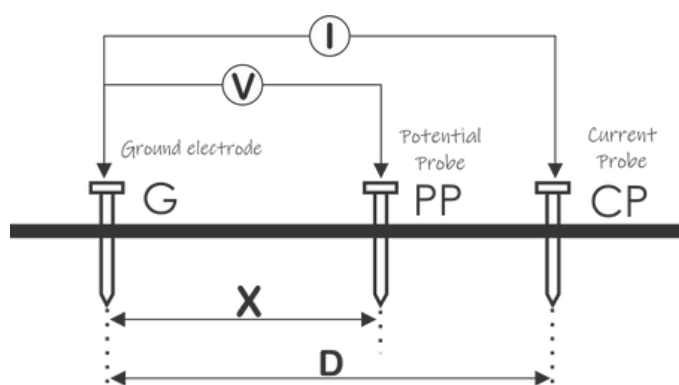 I
V
Ground electrode
Potential
Probe
Current
Probe
G
PP
CP
X
D